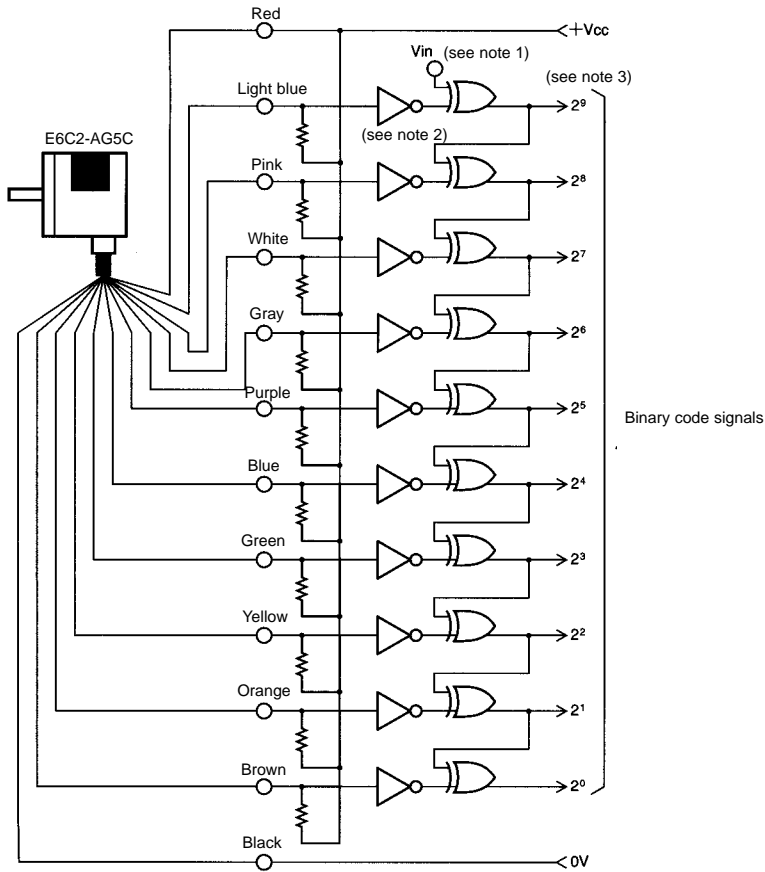 Red
+Vcc
Vin (see note 1)
(see note 3)
Light blue
2⁹
(see note 2)
E6C2-AG5C
Pink
2⁸
White
2⁷
Gray
2⁶
Purple
2⁵
Binary code signals
Blue
2⁴
Green
2³
Yellow
2²
Orange
2¹
Brown
2⁰
Black
0V